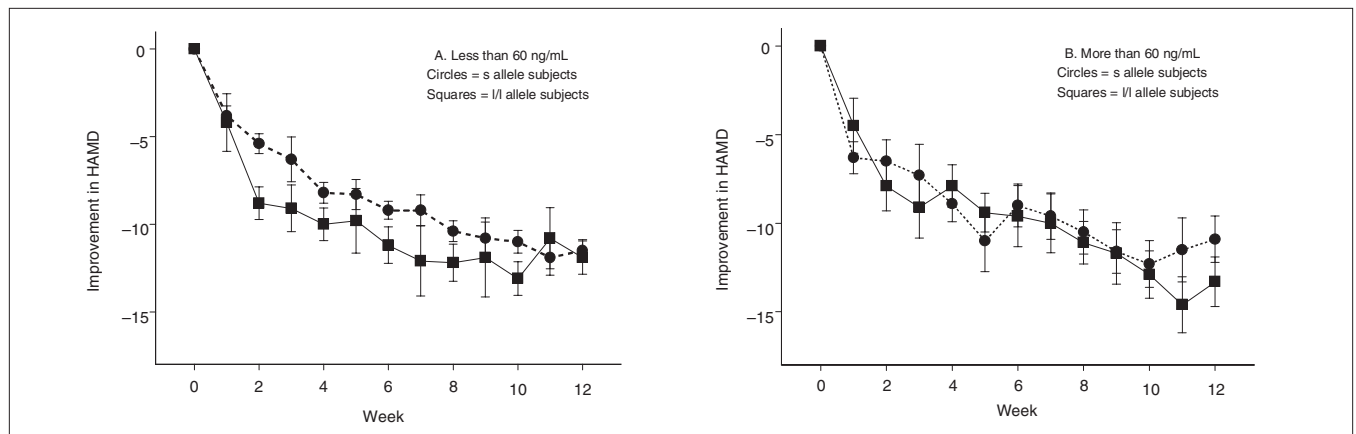 A. Less than 60 ng/mL
Circles = s allele subjects
Squares = l/l allele subjects
Improvement in HAMD
0
–5
–10
–15
0 2 4 6 8 10 12
Week
B. More than 60 ng/mL
Circles = s allele subjects
Squares = l/l allele subjects
Improvement in HAMD
0
–5
–10
–15
0 2 4 6 8 10 12
Week